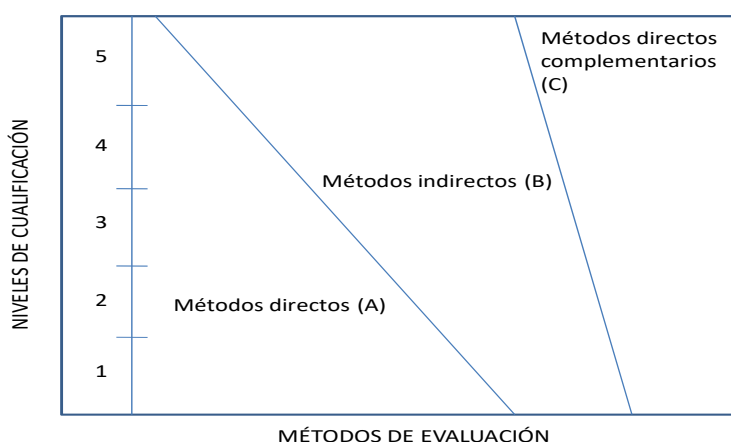 NIVELES DE CUALIFICACIÓN
5
4
3
2
1
Métodos directos
complementarios
(C)
Métodos indirectos (B)
Métodos directos (A)
MÉTODOS DE EVALUACIÓN